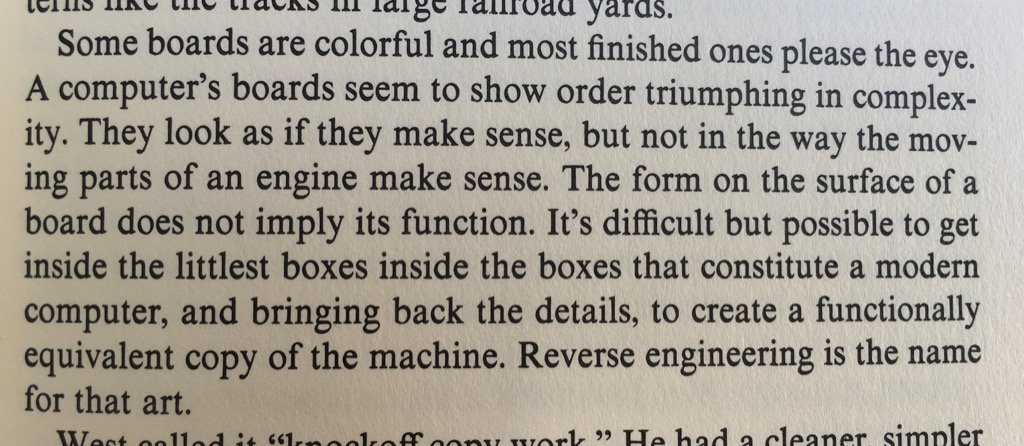 terns like the tracks in large railroad yards.
Some boards are colorful and most finished ones please the eye.
A computer’s boards seem to show order triumphing in complex-
ity. They look as if they make sense, but not in the way the mov-
ing parts of an engine make sense. The form on the surface of a
board does not imply its function. It’s difficult but possible to get
inside the littlest boxes inside the boxes that constitute a modern
computer, and bringing back the details, to create a functionally
equivalent copy of the machine. Reverse engineering is the name
for that art.
West called it “knockoff copy work.” He had a cleaner, simpler